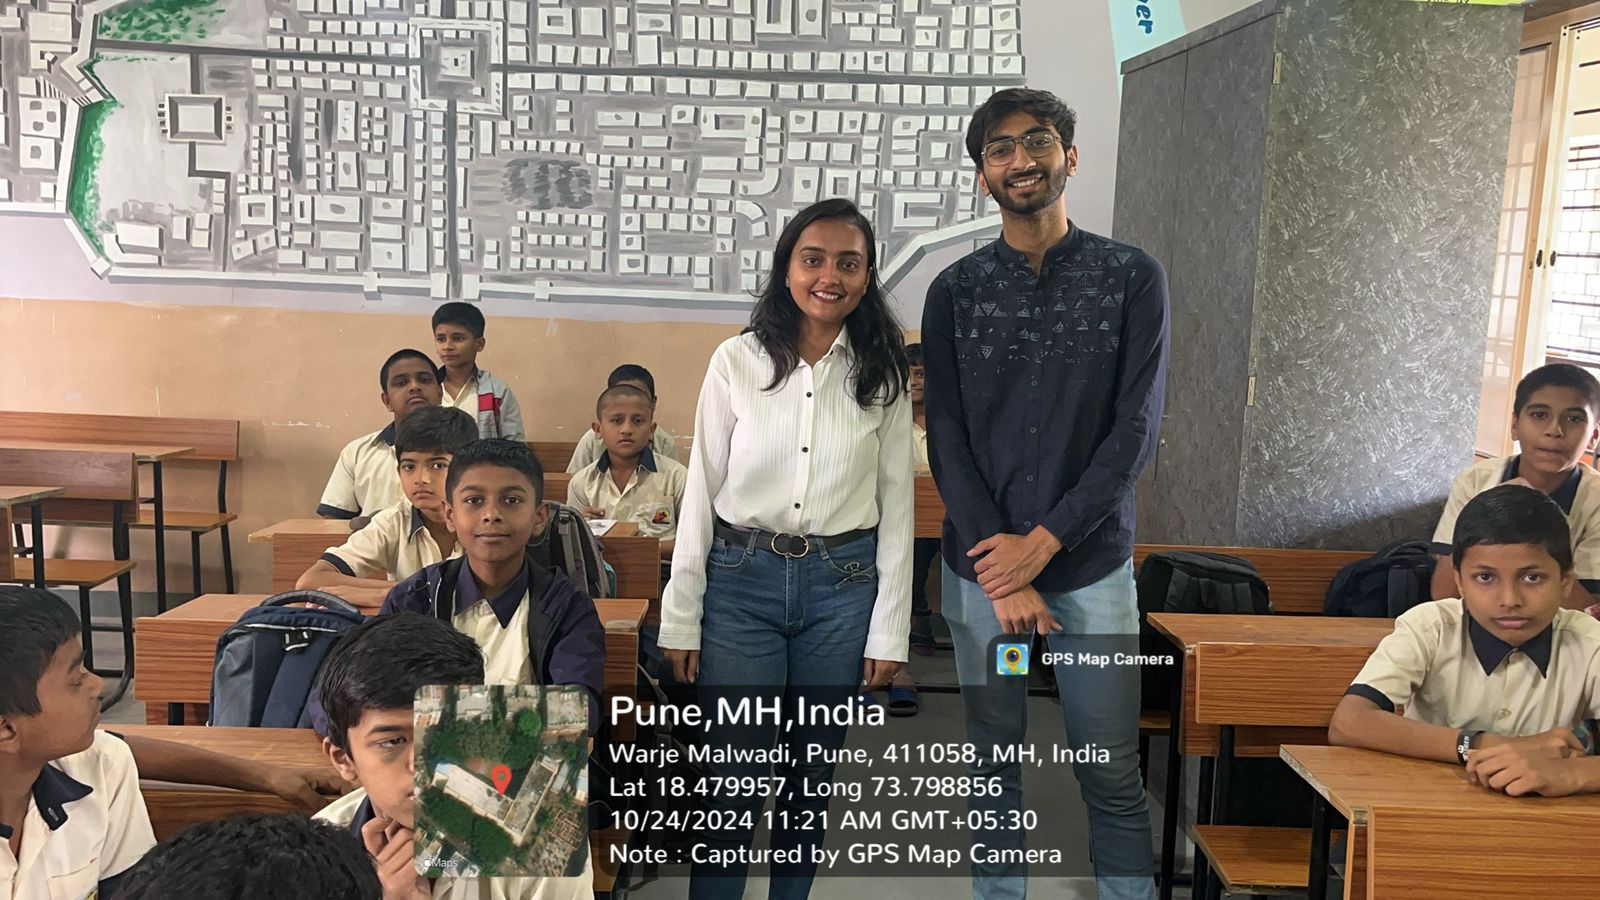 ber
GPS Map Camera
Pune,MH,India
Warje Malwadi, Pune, 411058, MH, India
Lat 18.479957, Long 73.798856
10/24/2024 11:21 AM GMT+05:30
Note : Captured by GPS Map Camera
Maps